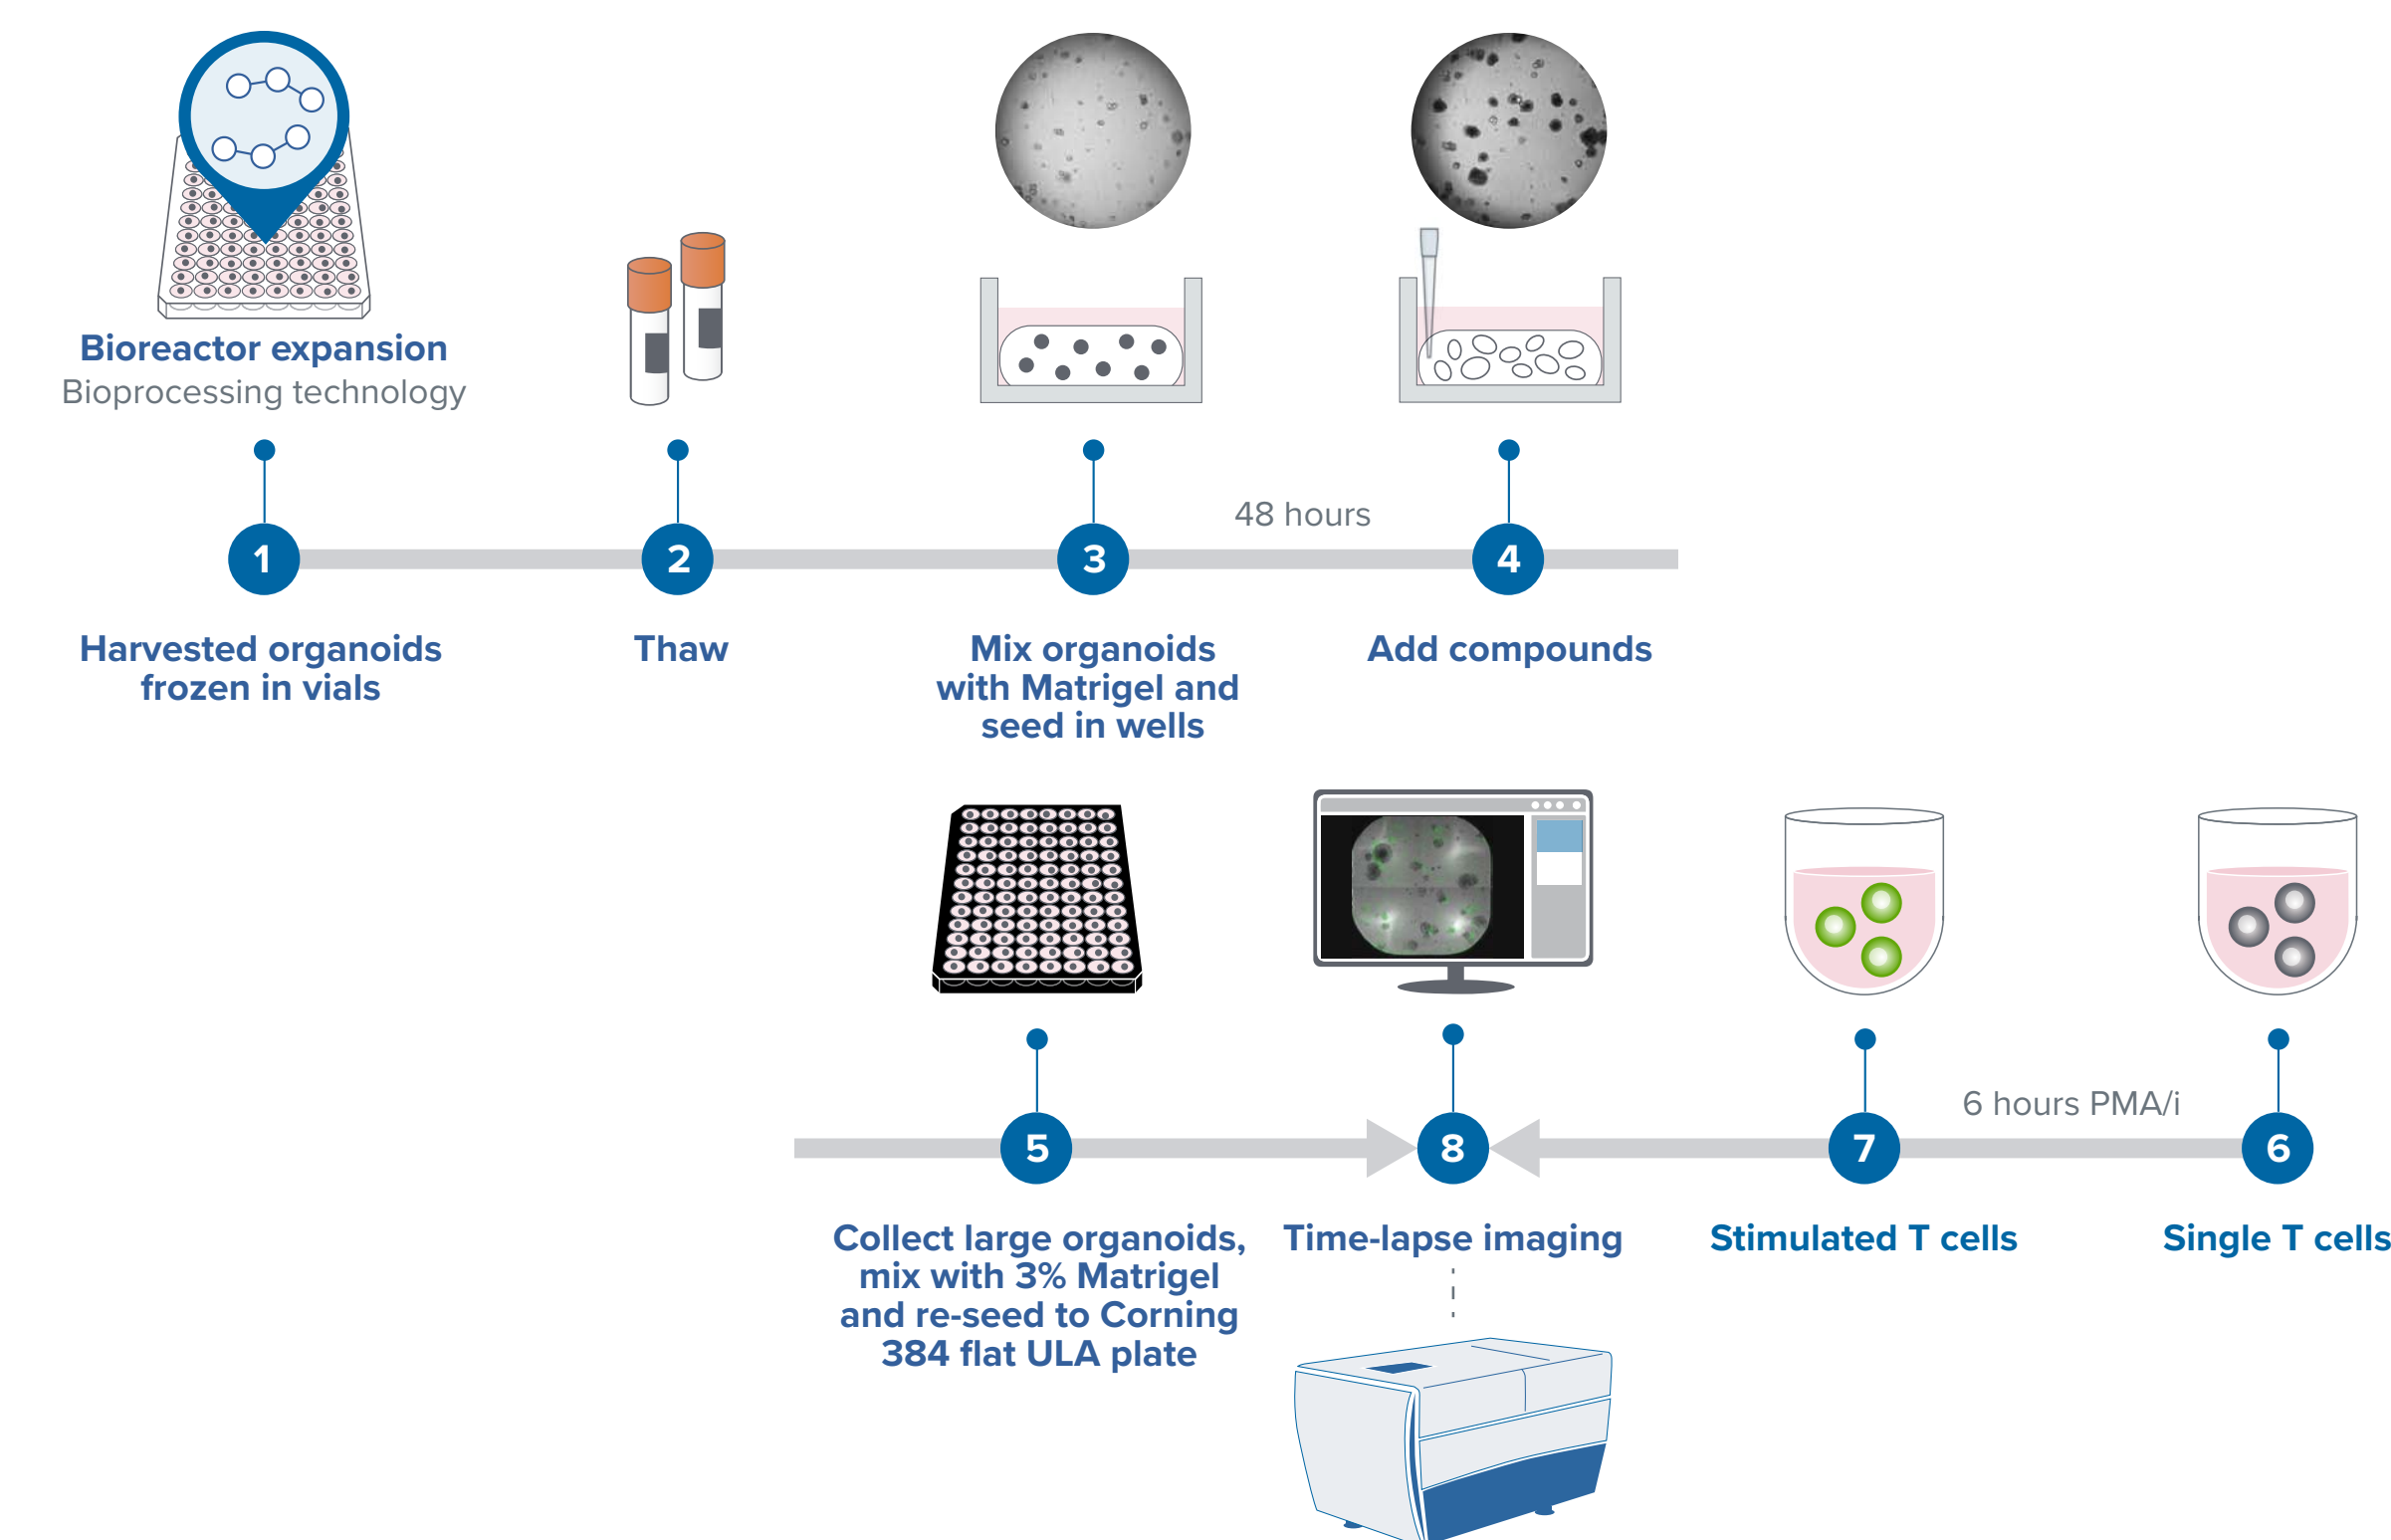 Bioreactor expansion
Bioprocessing technology
48 hours
1
2
3
4
Harvested organoids
frozen in vials
Thaw
Mix organoids
with Matrigel and
seed in wells
Add compounds
6 hours PMA/i
5
8
7
6
Collect large organoids,
mix with 3% Matrigel
and re-seed to Corning
384 flat ULA plate
Time-lapse imaging
Stimulated T cells
Single T cells